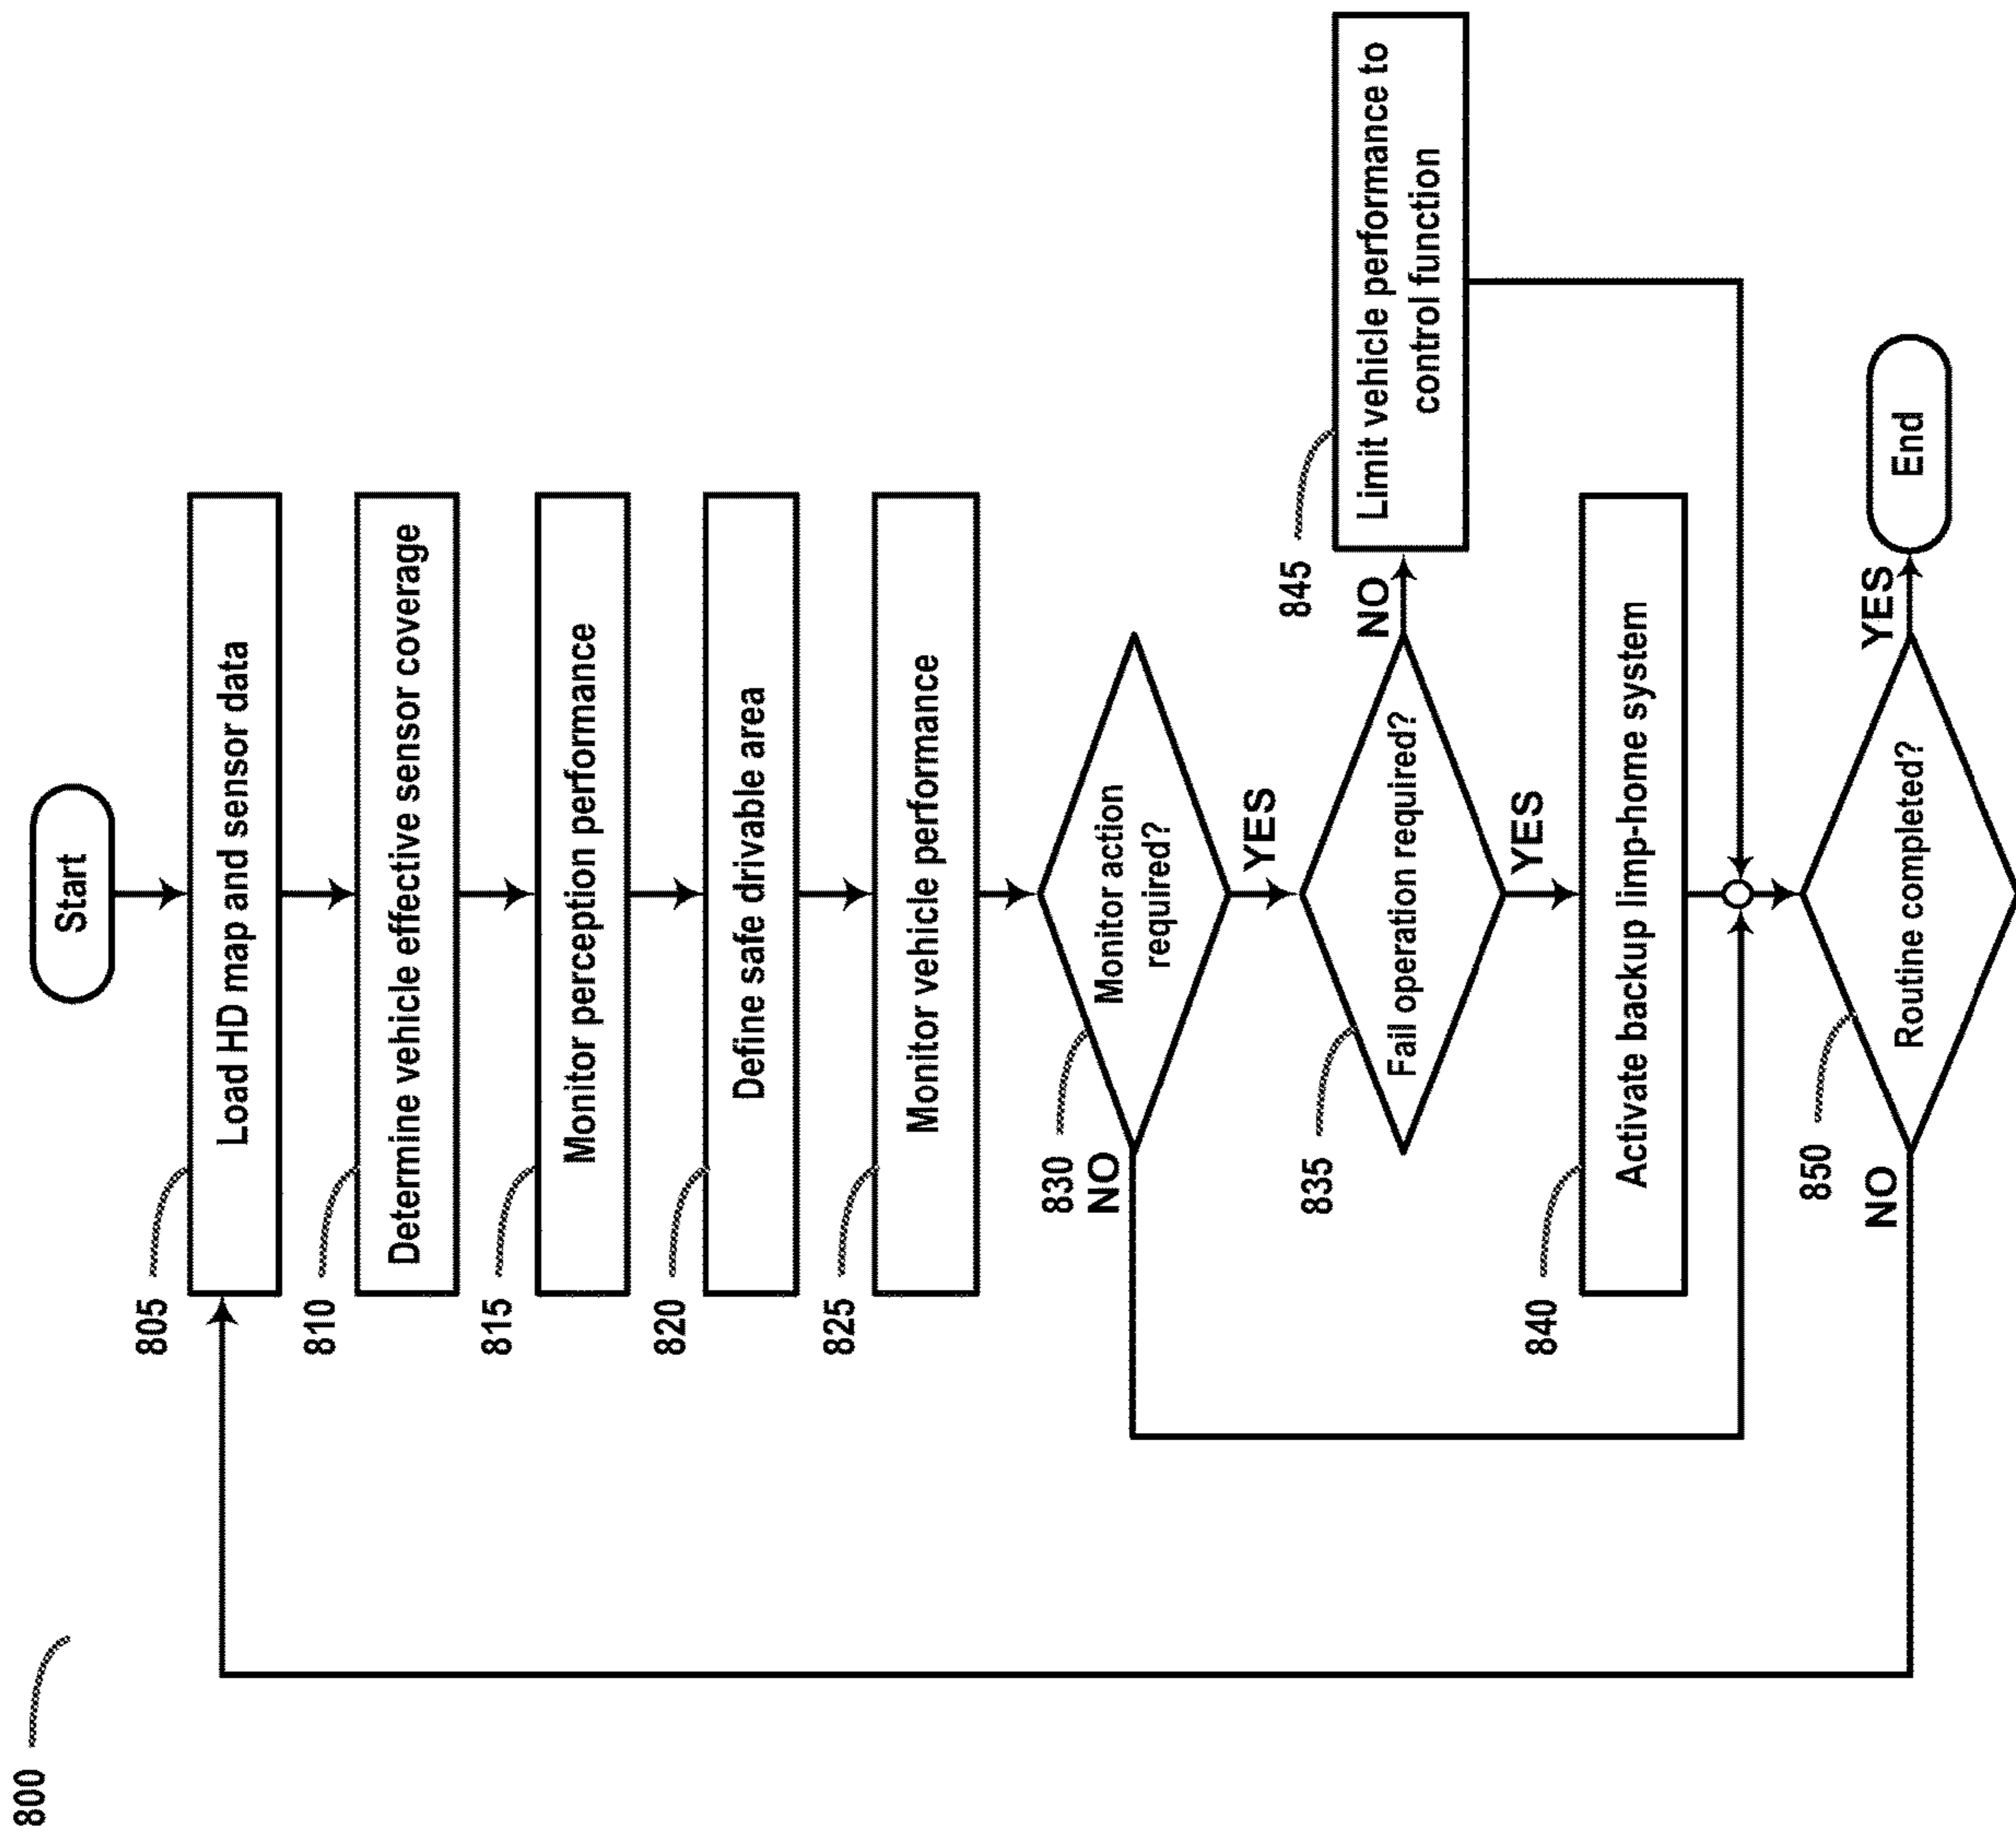 800
Start
805
Load HD map and sensor data
810
Determine vehicle effective sensor coverage
815
Monitor perception performance
820
Define safe drivable area
825
Monitor vehicle performance
830
Monitor action
required?
NO
YES
835
Fail operation required?
NO
845
Limit vehicle performance to
control function
YES
840
Activate backup limp-home system
850
Routine completed?
NO
YES
End